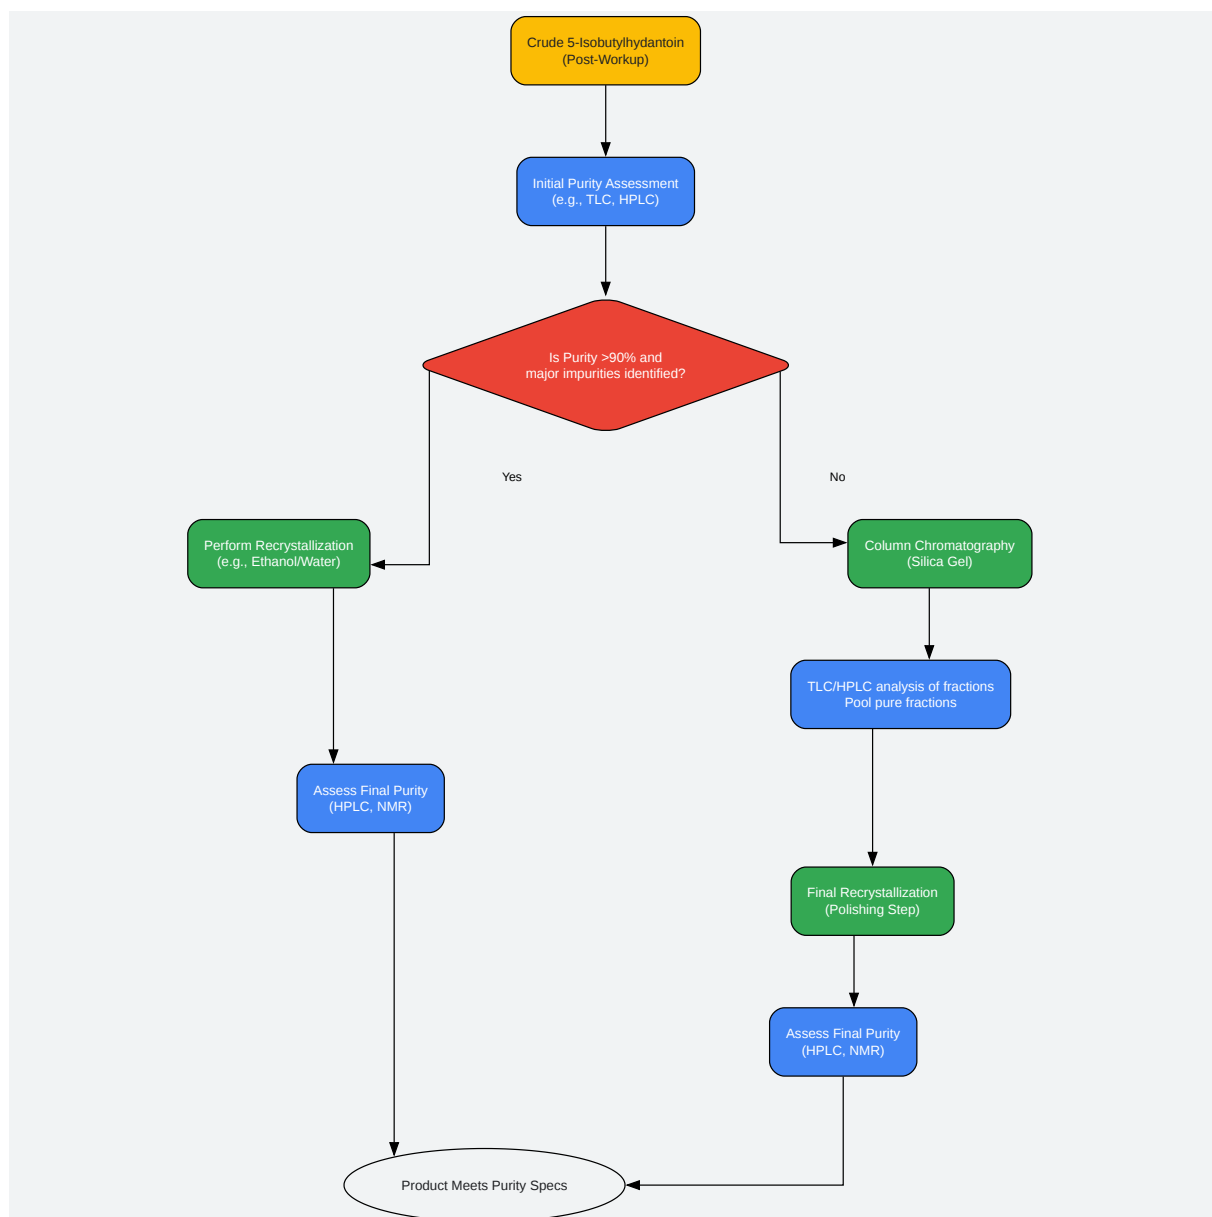 Crude 5-Isobutylhydantoin
(Post-Workup)
Initial Purity Assessment
(e.g., TLC, HPLC)
Is Purity >90% and
major impurities identified?
Yes
No
Perform Recrystallization
(e.g., Ethanol/Water)
Column Chromatography
(Silica Gel)
TLC/HPLC analysis of fractions
Pool pure fractions
Assess Final Purity
(HPLC, NMR)
Final Recrystallization
(Polishing Step)
Assess Final Purity
(HPLC, NMR)
Product Meets Purity Specs